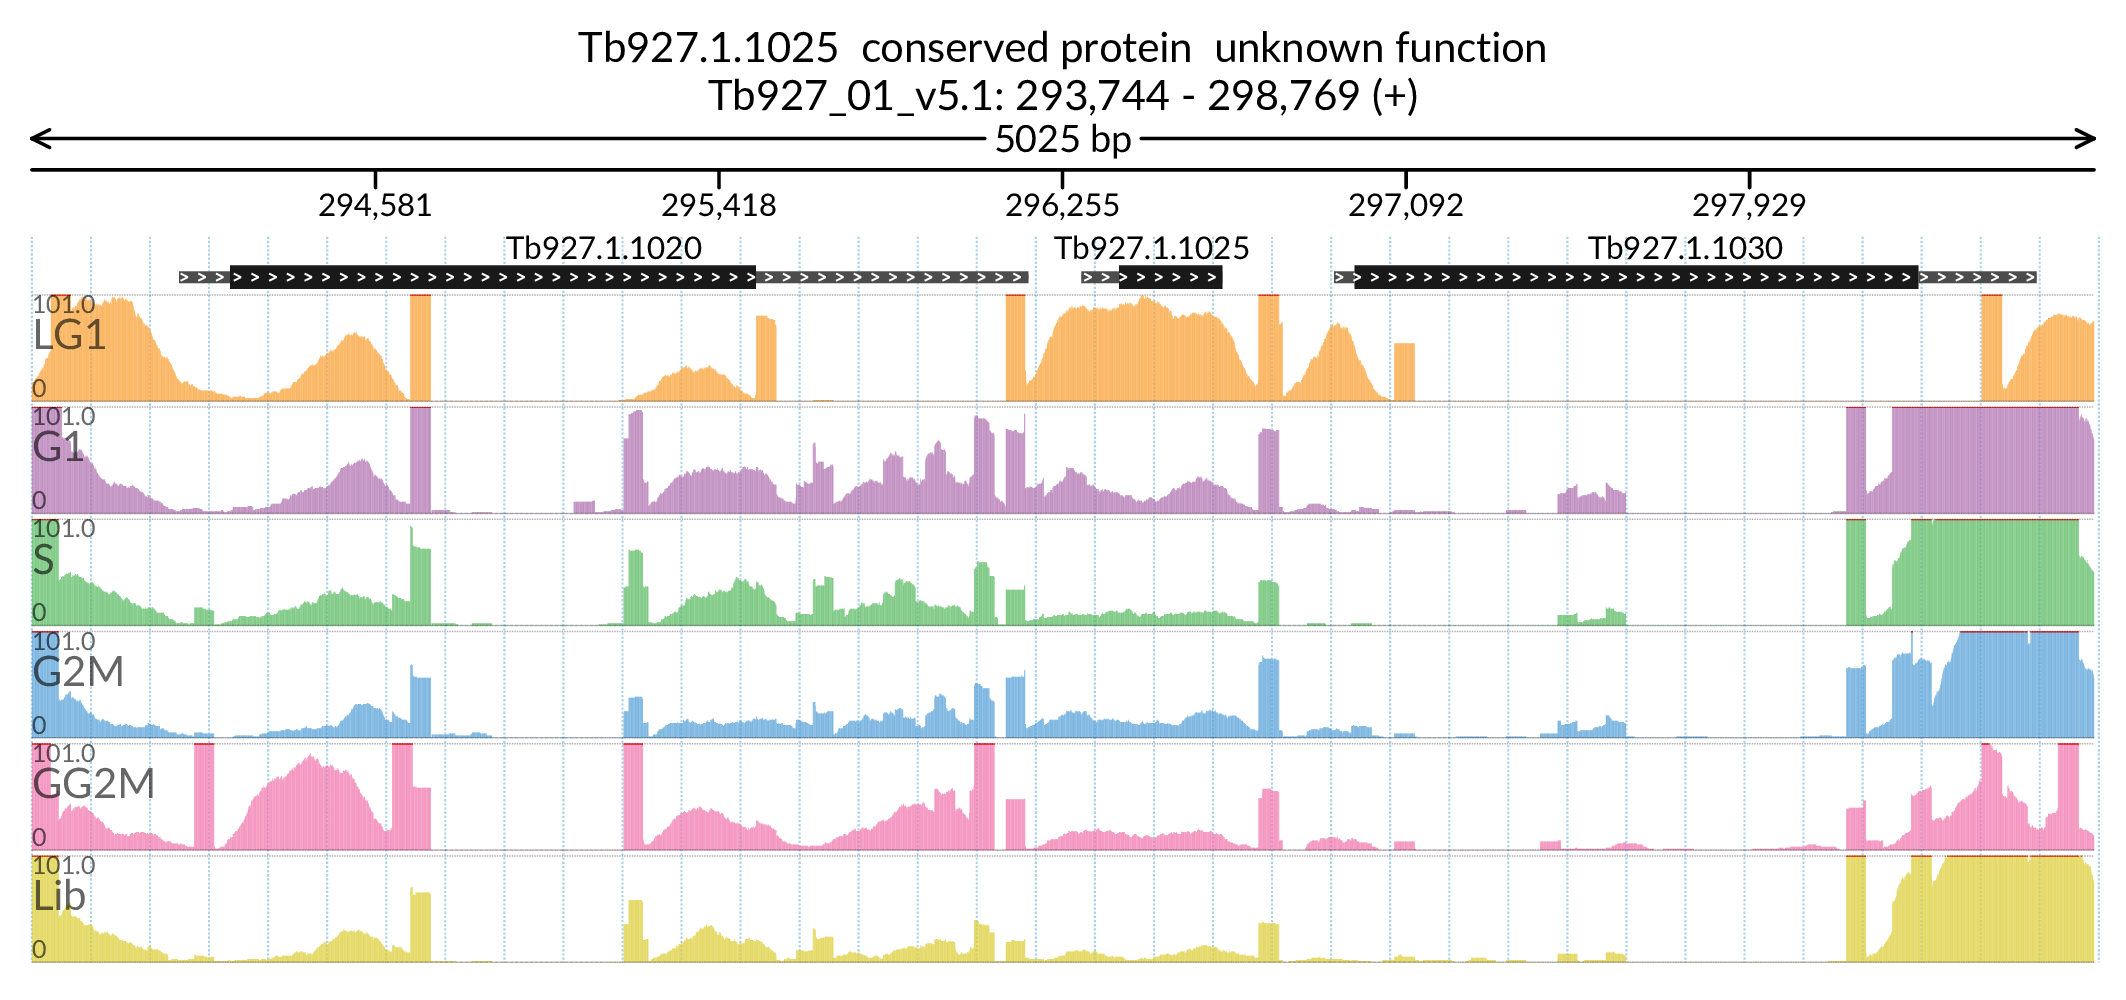 Tb927.1.1025  conserved protein  unknown function
Tb927_01_v5.1: 293,744 - 298,769 (+)
5025 bp
294,581 295,418 296,255 297,092 297,929
Tb927.1.1020 Tb927.1.1025 Tb927.1.1030
101.0
LG1
0
101.0
G1
0
101.0
S
0
101.0
G2M
0
101.0
GG2M
0
101.0
Lib
0